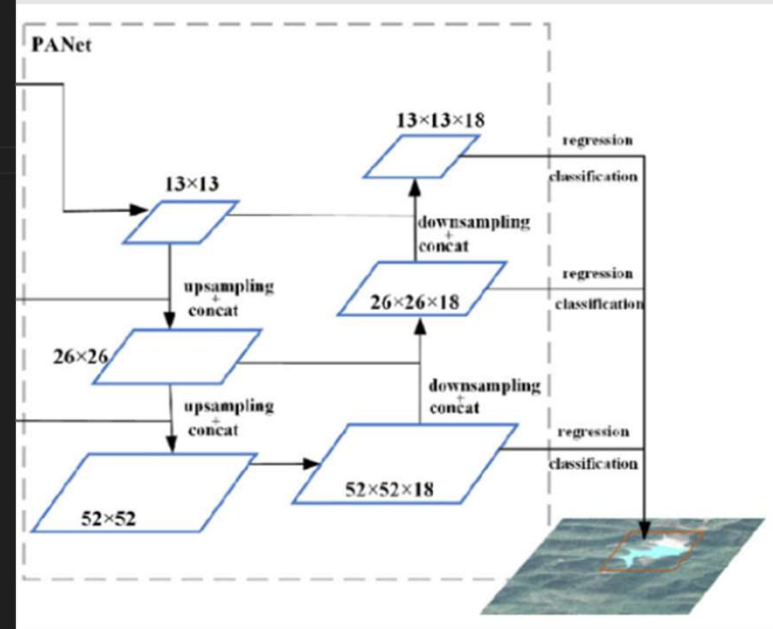 PANet
13×13×18
regression
classification
13×13
downsampling
+
concat
regression
classification
upsampling
+
concat
26×26×18
26×26
downsampling
+
concat
upsampling
+
concat
regression
classification
52×52×18
52×52